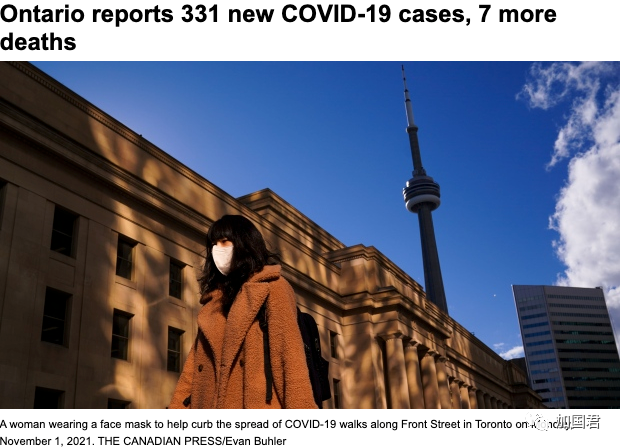 Ontario reports 331 new COVID-19 cases, 7 more
deaths
A woman wearing a face mask to help curb the spread of COVID-19 walks along Front Street in Toronto on Monday,
November 1, 2021. THE CANADIAN PRESS/Evan Buhler
加国君